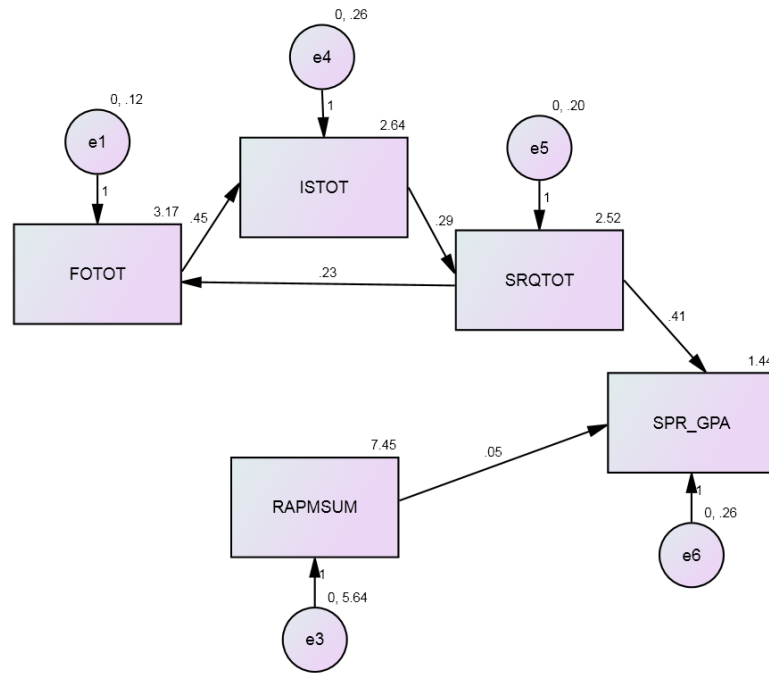 0, .26
e4
0, .12
e1
1
2.64
0, .20
e5
ISTOT
1
1
3.17
.45
.29
2.52
FOTOT
.23
SRQTOT
.41
1.44
SPR_GPA
7.45
.05
RAPMSUM
1
0, .26
e6
1
0, 5.64
e3